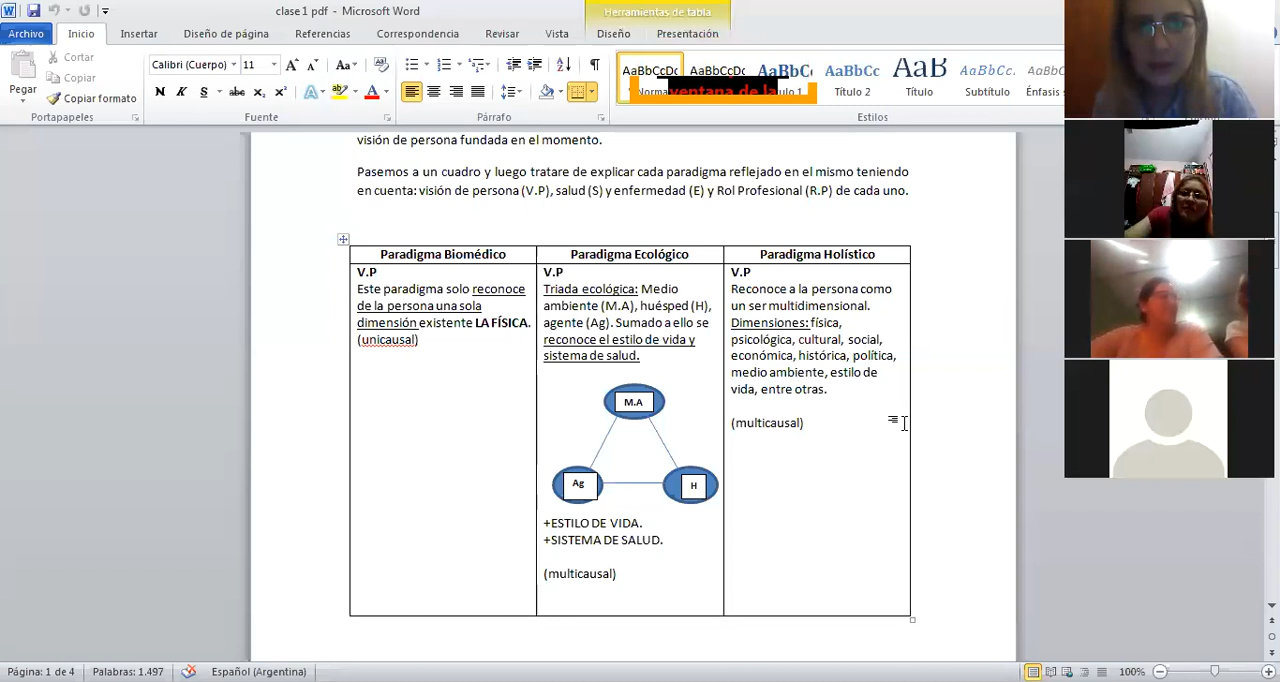 clase 1 pdf - Microsoft Word
Herramientas de tabla
Archivo Inicio Insertar Diseño de página Referencias Correspondencia Revisar Vista Diseño Presentación
Cortar
Copiar
Copiar formato
Pegar
Calibri (Cuerpo) 11
AaBbCcDc AaBbCcDc AaBbC AaBbCc AaB AaBbCc. AaBbCc
ventana de la
Título 2 Título Subtítulo Énfasis
Portapapeles Fuente Párrafo Estilos
visión de persona fundada en el momento.
Pasemos a un cuadro y luego tratare de explicar cada paradigma reflejado en el mismo teniendo
en cuenta: visión de persona (V.P), salud (S) y enfermedad (E) y Rol Profesional (R.P) de cada uno.
Paradigma Biomédico
V.P
Este paradigma solo reconoce
de la persona una sola
dimensión existente LA FÍSICA.
(unicausal)
Paradigma Ecológico
V.P
Triada ecológica: Medio
ambiente (M.A), huésped (H),
agente (Ag). Sumado a ello se
reconoce el estilo de vida y
sistema de salud.
M.A
Ag
H
+ESTILO DE VIDA.
+SISTEMA DE SALUD.
(multicausal)
Paradigma Holístico
V.P
Reconoce a la persona como
un ser multidimensional.
Dimensiones: física,
psicológica, cultural, social,
económica, histórica, política,
medio ambiente, estilo de
vida, entre otras.
(multicausal)
Página: 1 de 4 Palabras: 1.497 Español (Argentina) 100%